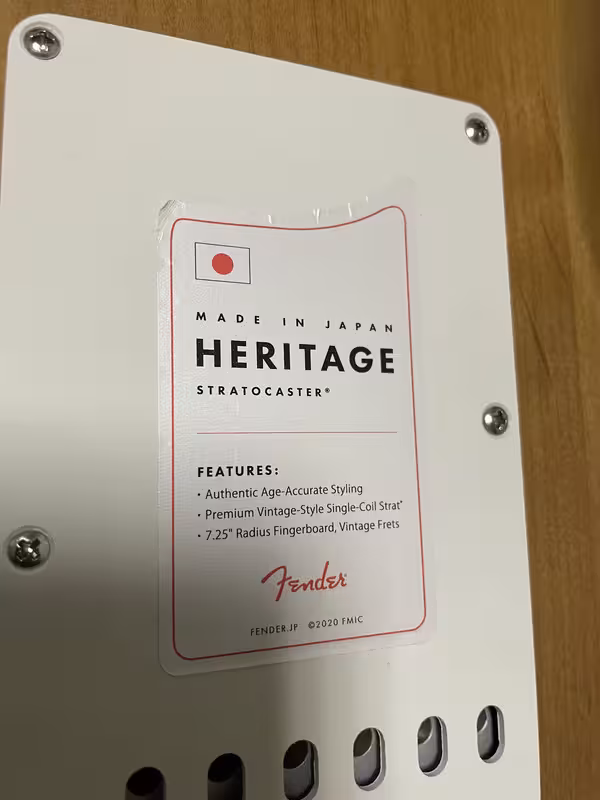 MADE IN JAPAN
HERITAGE
STRATOCASTER®
FEATURES:
• Authentic Age-Accurate Styling
• Premium Vintage-Style Single-Coil Strat®
• 7.25" Radius Fingerboard, Vintage Frets
Fender®
FENDER.JP ©2020 FMIC